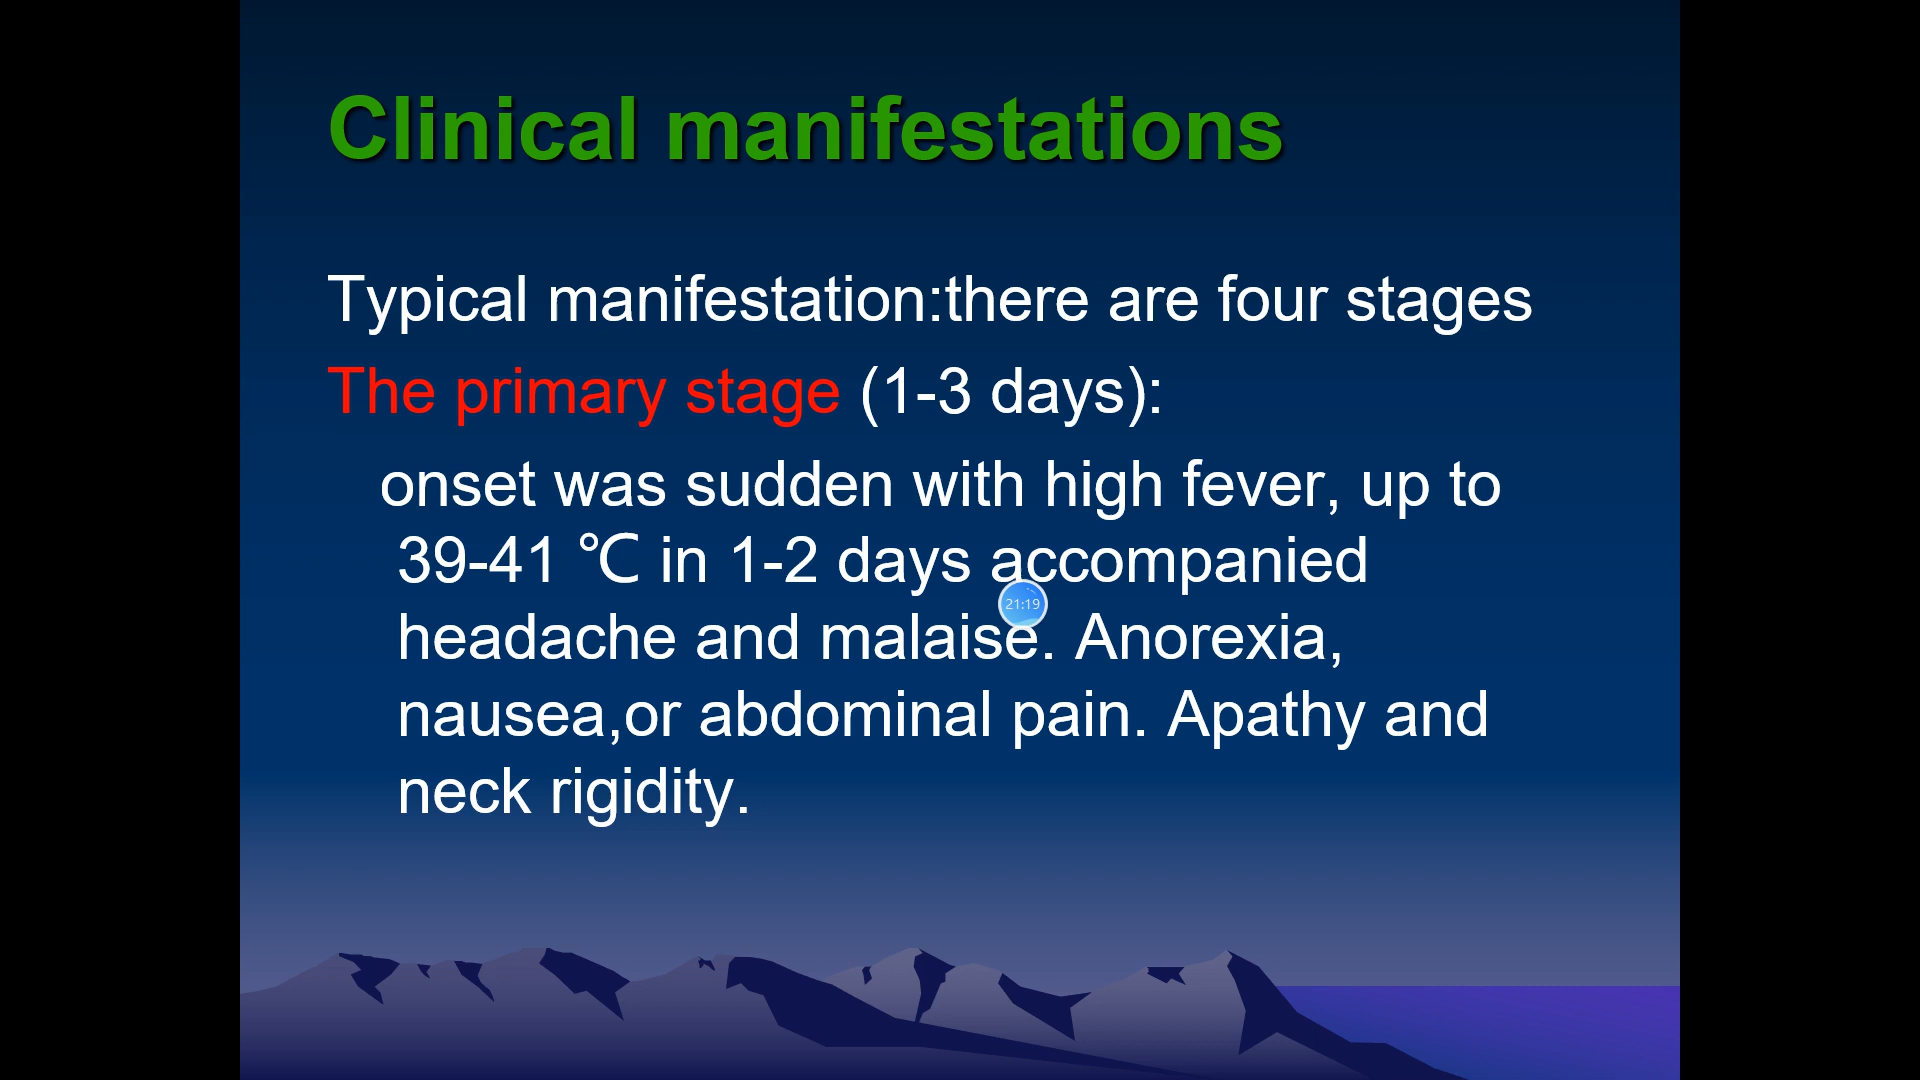 Clinical manifestations
Typical manifestation:there are four stages
The primary stage (1-3 days):
onset was sudden with high fever, up to
39-41 ℃ in 1-2 days accompanied
21:19
headache and malaise. Anorexia,
nausea,or abdominal pain. Apathy and
neck rigidity.